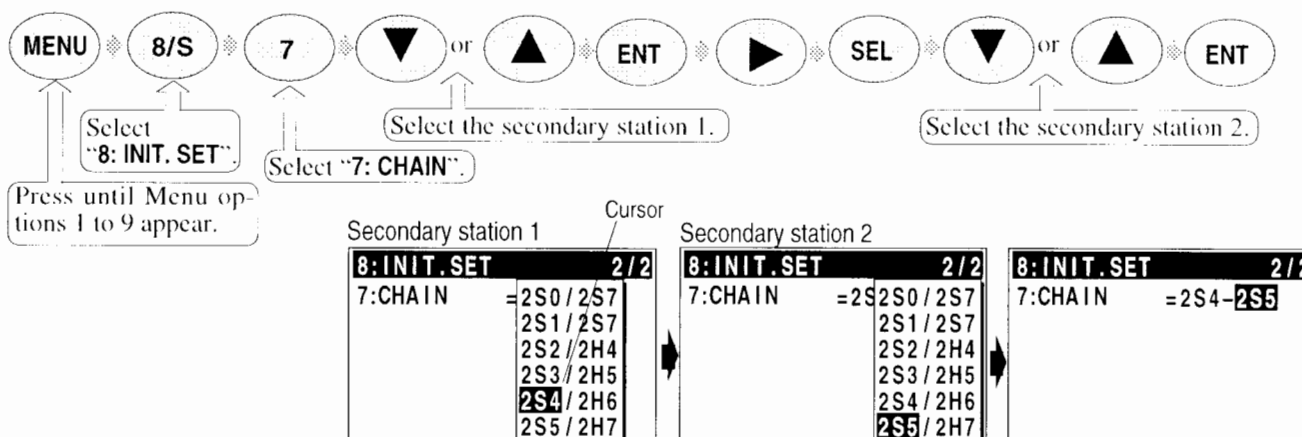 MENU 8/S 7 ▼ or ▲ ENT ▶ SEL ▼ or ▲ ENT
Select
“8: INIT. SET”.
Select “7: CHAIN”.
Press until Menu op-
tions 1 to 9 appear.
Select the secondary station 1.
Select the secondary station 2.
Cursor
Secondary station 1
8:INIT.SET 2/2
7:CHAIN =2S0/2S7
2S1/2S7
2S2/2H4
2S3/2H5
2S4/2H6
2S5/2H7
Secondary station 2
8:INIT.SET 2/2
7:CHAIN =2S2S0/2S7
2S1/2S7
2S2/2H4
2S3/2H5
2S4/2H6
2S5/2H7
8:INIT.SET 2/2
7:CHAIN =2S4-2S5